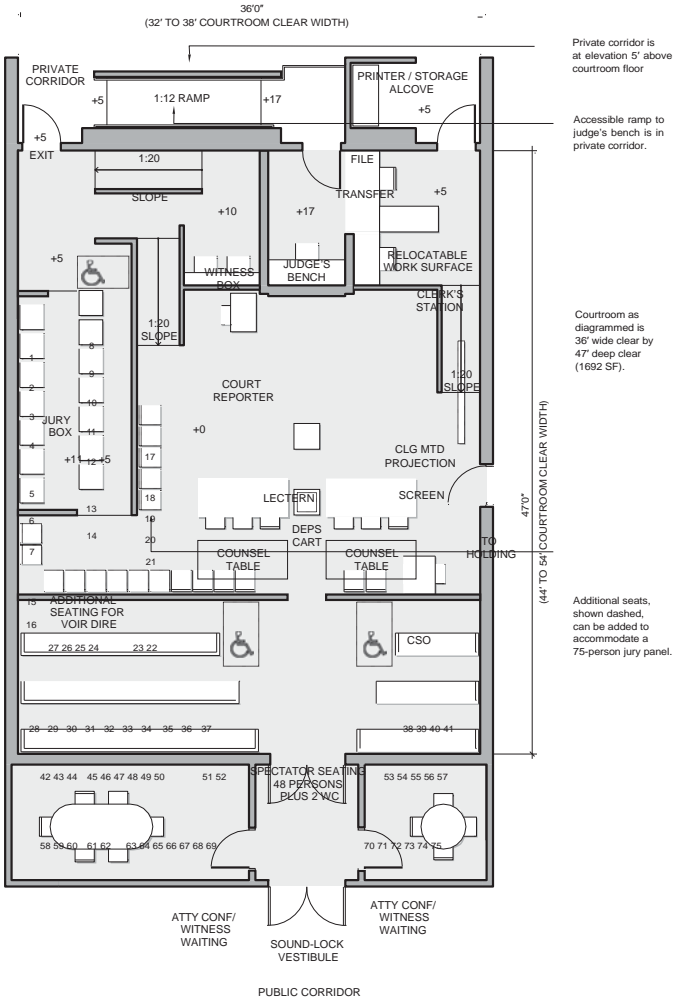 36'0"
(32' TO 38' COURTROOM CLEAR WIDTH)
Private corridor is
at elevation 5' above
courtroom floor
PRIVATE
CORRIDOR
PRINTER / STORAGE
ALCOVE
+5
1:12 RAMP
+17
+5
Accessible ramp to
judge's bench is in
private corridor.
+5
EXIT
1:20
SLOPE
FILE
TRANSFER
+5
+10
+17
+5
WITNESS
BOX
JUDGE'S
BENCH
RELOCATABLE
WORK SURFACE
CLERK'S
STATION
1:20
SLOPE
Courtroom as
diagrammed is
36' wide clear by
47' deep clear
(1692 SF).
1
8
2
9
1:20
SLOPE
COURT
REPORTER
3
10
JURY
BOX
4
11
+0
+11
12
+5
17
CLG MTD
PROJECTION
SCREEN
5
18
LECTERN
13
6
19
DEPS
CART
47'0"
(44' TO 54' COURTROOM CLEAR WIDTH)
14
20
7
21
COUNSEL
TABLE
COUNSEL
TABLE
TO
HOLDING
15
ADDITIONAL
SEATING FOR
VOIR DIRE
16
Additional seats,
shown dashed,
can be added to
accommodate a
75-person jury panel.
CSO
27 26 25 24 23 22
28 29 30 31 32 33 34 35 36 37
38 39 40 41
SPECTATOR SEATING
48 PERSONS
PLUS 2 WC
42 43 44 45 46 47 48 49 50 51 52
53 54 55 56 57
58 59 60 61 62 63 64 65 66 67 68 69
70 71 72 73 74 75
ATTY CONF/
WITNESS
WAITING
ATTY CONF/
WITNESS
WAITING
SOUND-LOCK
VESTIBULE
PUBLIC CORRIDOR